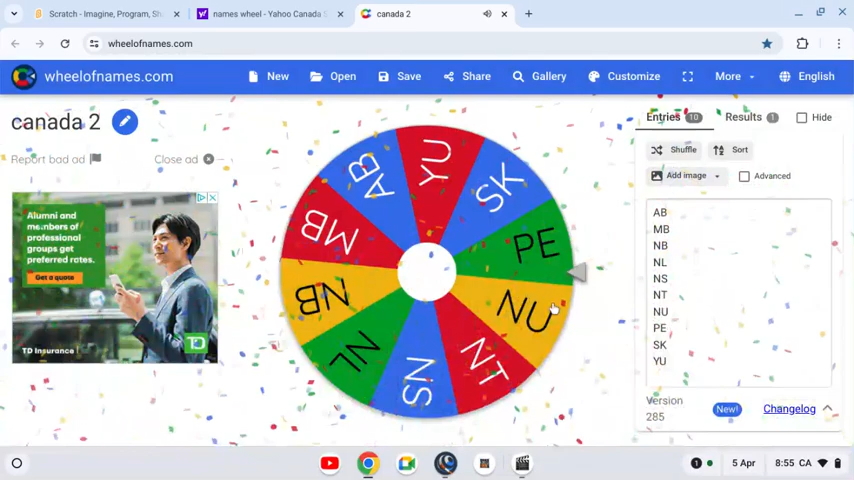 Scratch - Imagine, Program, Sh
names wheel - Yahoo Canada S
canada 2
wheelofnames.com
wheelofnames.com
New
Open
Save
Share
Gallery
Customize
More
English
canada 2
Report bad ad
Close ad
Alumni and
members of
professional
groups get
preferred rates.
Get a quote
TD Insurance
TD
YU
SK
PE
NU
NT
NS
NL
NB
MB
AB
Entries 10
Results 1
Hide
Shuffle
Sort
Add image
Advanced
AB
MB
NB
NL
NS
NT
NU
PE
SK
YU
Version
285
New!
Changelog
1
5 Apr
8:55 CA